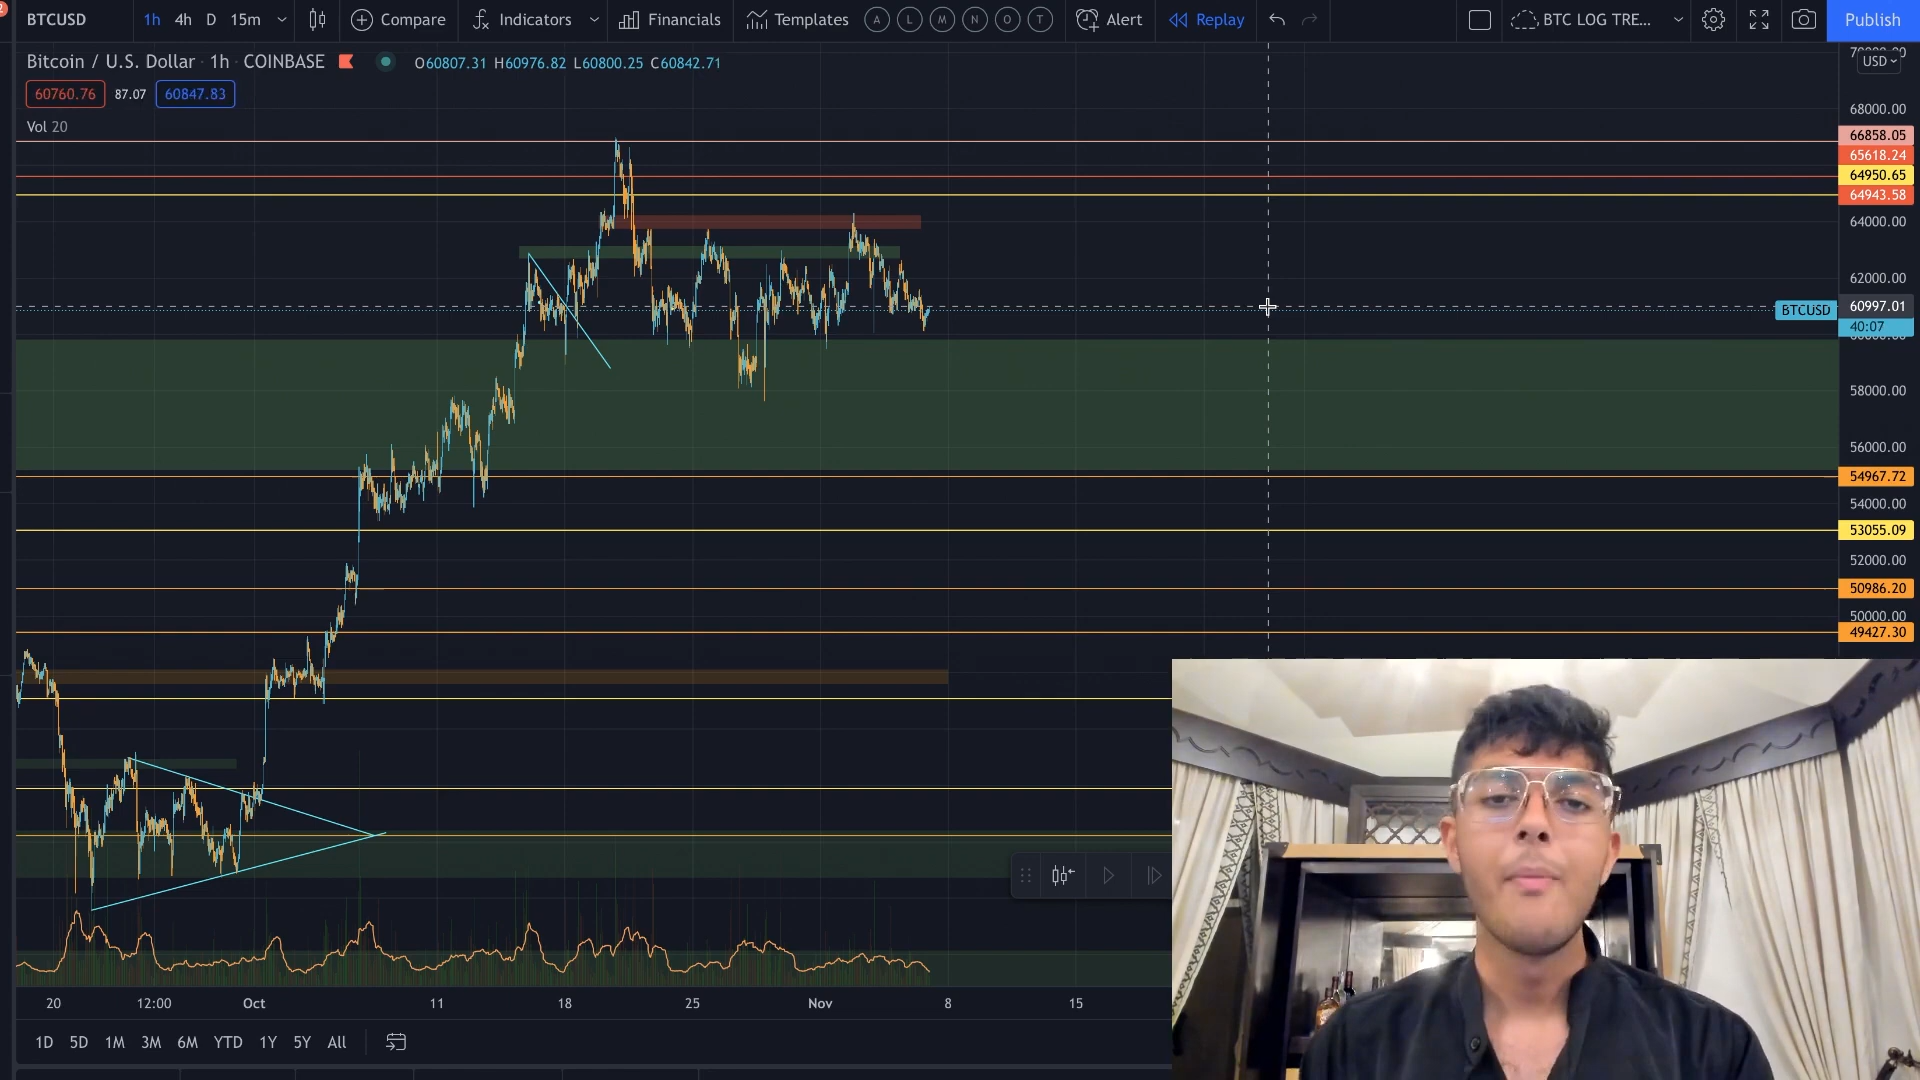 BTCUSD 1h 4h D 15m Compare Indicators Financials Templates A L M N O T Alert Replay BTC LOG TRE... Publish
Bitcoin / U.S. Dollar · 1h · COINBASE O60807.31 H60976.82 L60800.25 C60842.71
USD
60760.76 87.07 60847.83
68000.00
Vol 20
66858.05
65618.24
64950.65
64943.58
64000.00
62000.00
BTCUSD 60997.01
40:07
58000.00
56000.00
54967.72
54000.00
53055.09
52000.00
50986.20
50000.00
49427.30
20 12:00 Oct 11 18 25 Nov 8 15
1D 5D 1M 3M 6M YTD 1Y 5Y All